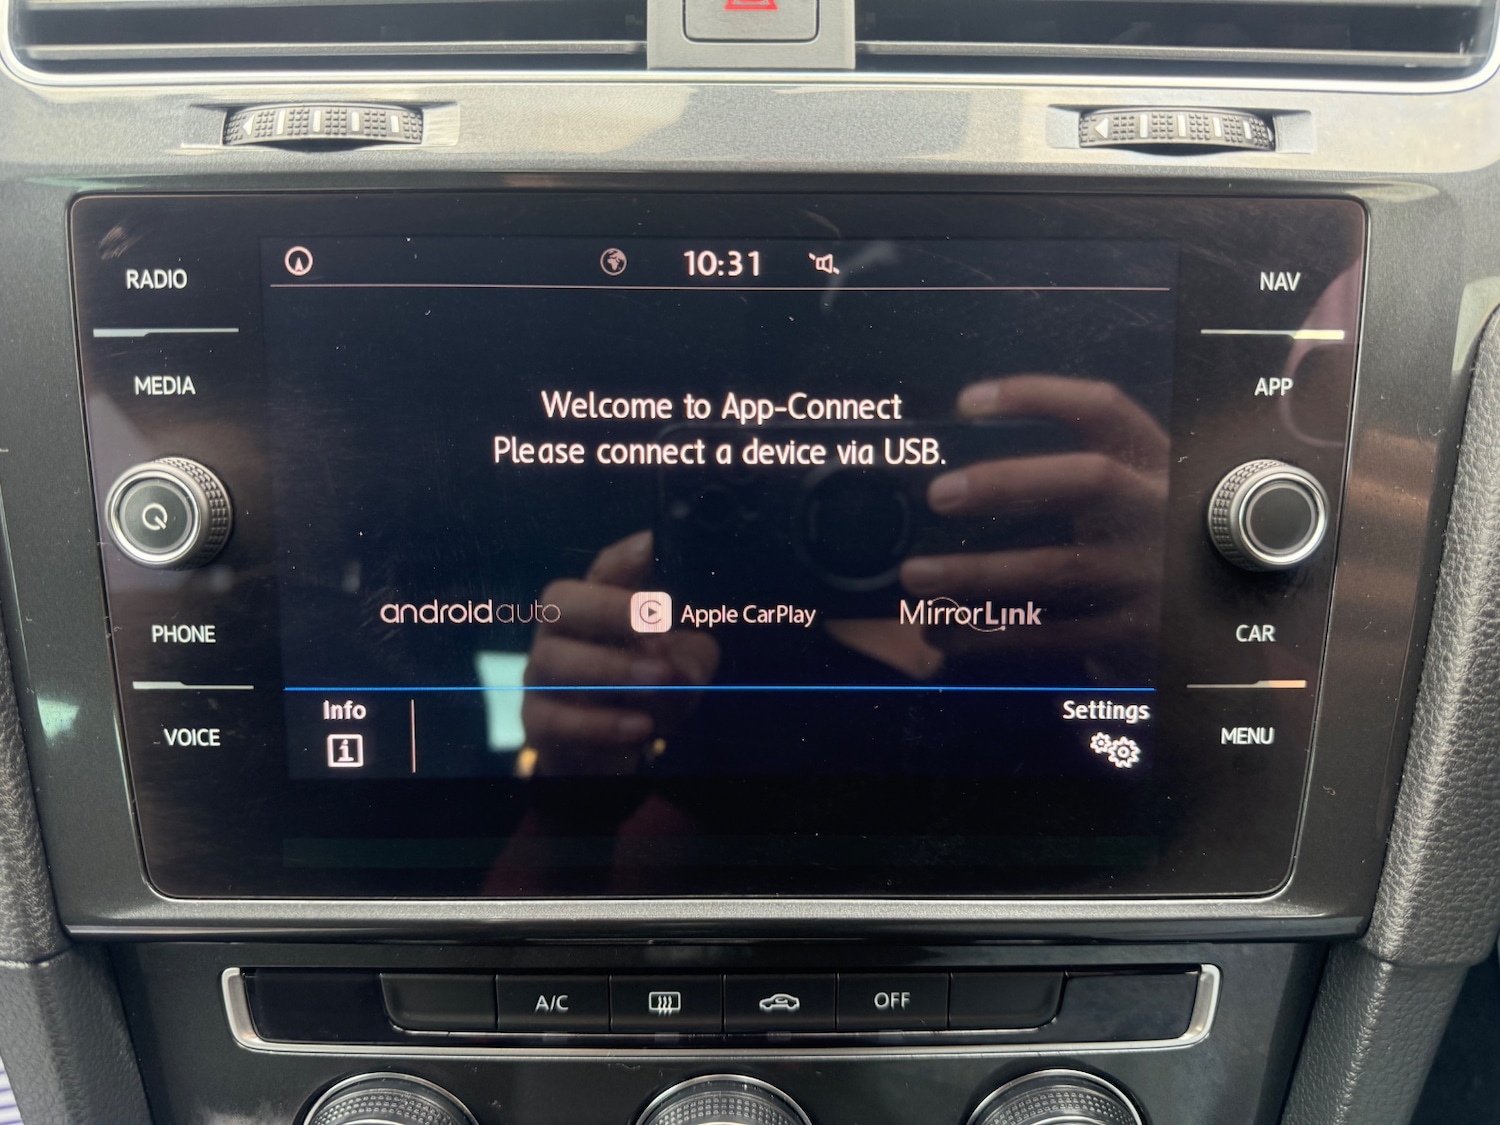 10:31
RADIO
NAV
MEDIA
APP
Welcome to App-Connect
Please connect a device via USB.
androidauto
Apple CarPlay
MirrorLink
PHONE
CAR
Info
Settings
VOICE
MENU
A/C
OFF